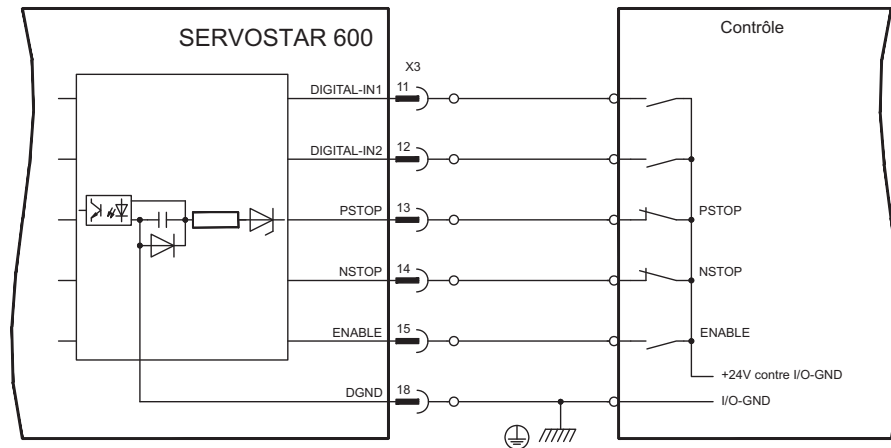 SERVOSTAR 600
Contrôle
X3
DIGITAL-IN1
11
DIGITAL-IN2
12
PSTOP
13
PSTOP
NSTOP
14
NSTOP
ENABLE
15
ENABLE
+24V contre I/O-GND
DGND
18
I/O-GND